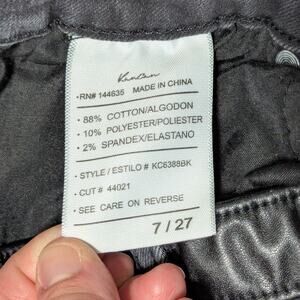 KanCan
• RN# 144635 MADE IN CHINA
• 88% COTTON/ALGODON
• 10% POLYESTER/POLIESTER
• 2% SPANDEX/ELASTANO
• STYLE / ESTILO # KC6388BK
• CUT # 44021
• SEE CARE ON REVERSE
7 / 27